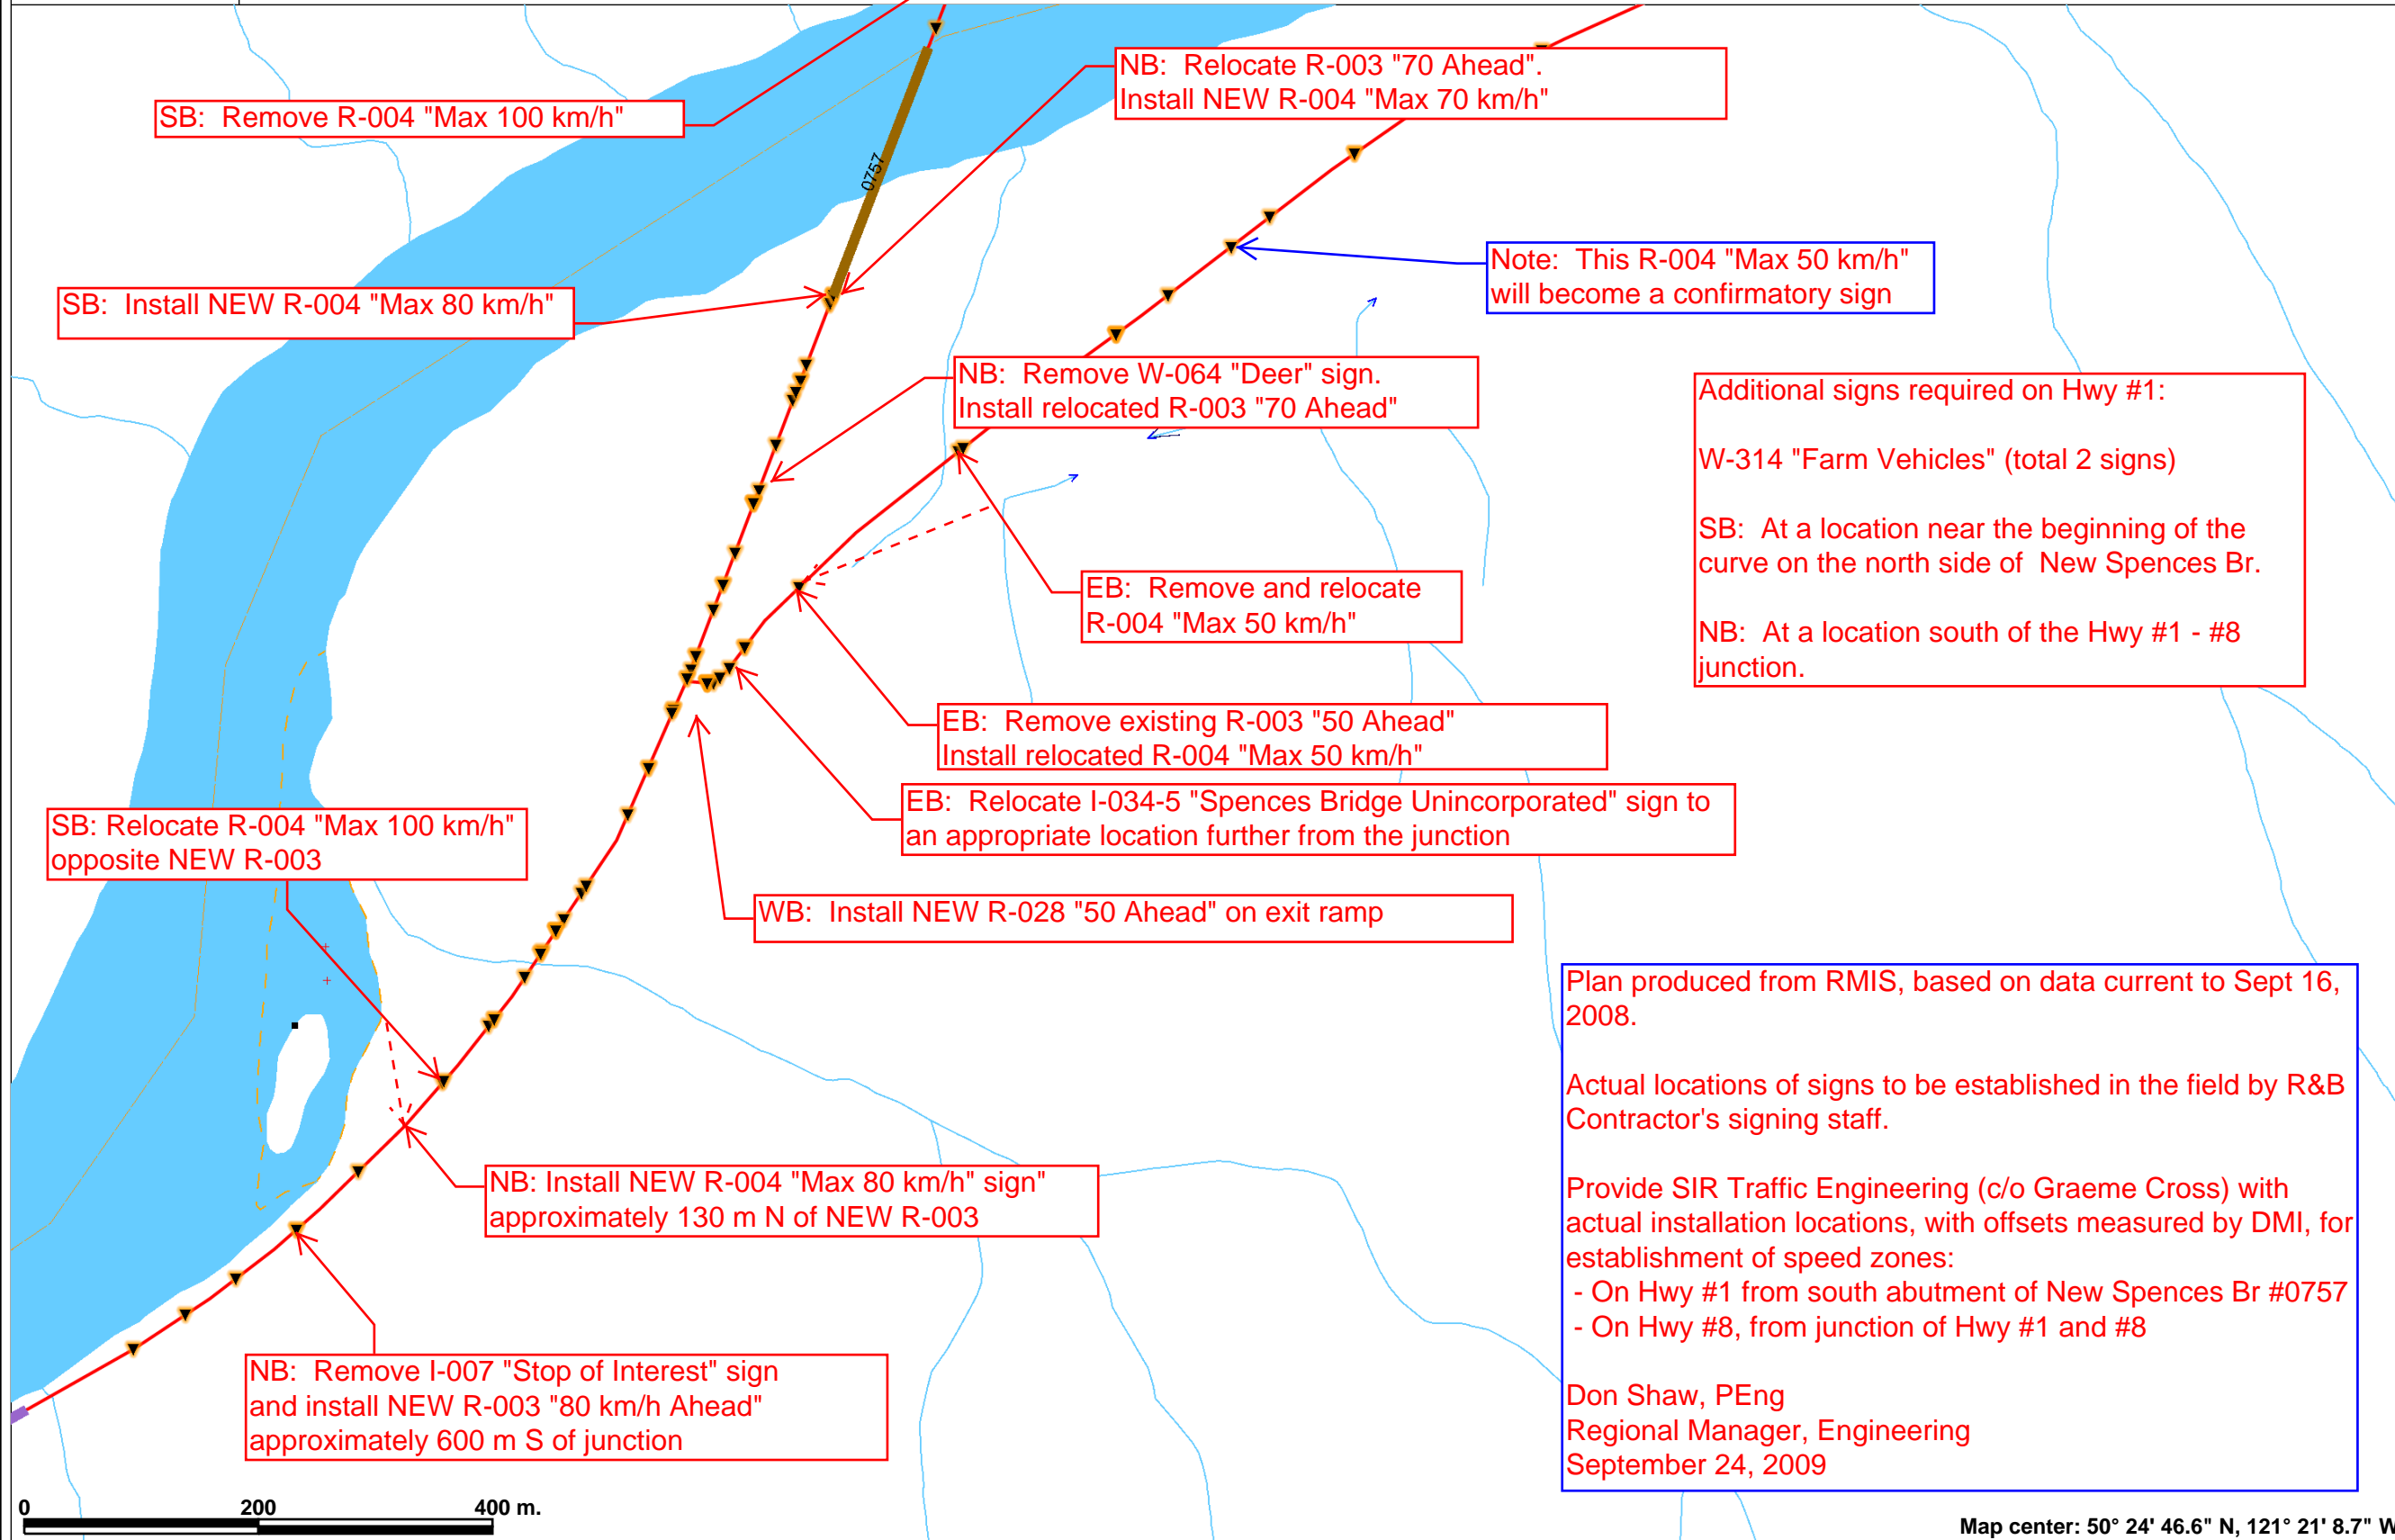 NB:  Relocate R-003 "70 Ahead".
Install NEW R-004 "Max 70 km/h"
SB:  Remove R-004 "Max 100 km/h"
0757
Note:  This R-004 "Max 50 km/h"
will become a confirmatory sign
SB:  Install NEW R-004 "Max 80 km/h"
NB:  Remove W-064 "Deer" sign.
Install relocated R-003 "70 Ahead"
Additional signs required on Hwy #1:
W-314 "Farm Vehicles" (total 2 signs)
SB:  At a location near the beginning of the
curve on the north side of  New Spences Br.
NB:  At a location south of the Hwy #1 - #8
junction.
EB:  Remove and relocate
R-004 "Max 50 km/h"
EB:  Remove existing R-003 "50 Ahead"
Install relocated R-004 "Max 50 km/h"
EB:  Relocate I-034-5 "Spences Bridge Unincorporated" sign to
an appropriate location further from the junction
SB: Relocate R-004 "Max 100 km/h"
opposite NEW R-003
WB:  Install NEW R-028 "50 Ahead" on exit ramp
Plan produced from RMIS, based on data current to Sept 16,
2008.
Actual locations of signs to be established in the field by R&B
Contractor's signing staff.
Provide SIR Traffic Engineering (c/o Graeme Cross) with
actual installation locations, with offsets measured by DMI, for
establishment of speed zones:
- On Hwy #1 from south abutment of New Spences Br #0757
- On Hwy #8, from junction of Hwy #1 and #8
Don Shaw, PEng
Regional Manager, Engineering
September 24, 2009
NB: Install NEW R-004 "Max 80 km/h" sign"
approximately 130 m N of NEW R-003
NB:  Remove I-007 "Stop of Interest" sign
and install NEW R-003 "80 km/h Ahead"
approximately 600 m S of junction
0 200 400 m.
Map center: 50° 24' 46.6" N, 121° 21' 8.7" W